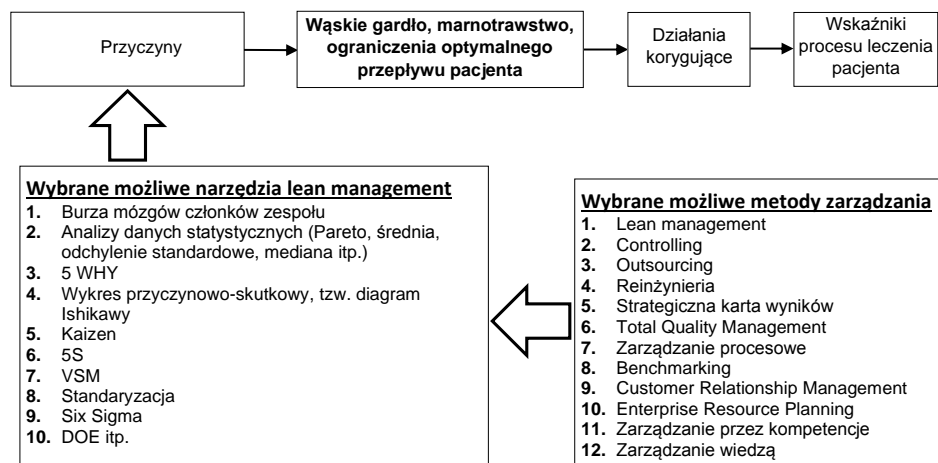 Przyczyny
Wąskie gardło, marnotrawstwo,
ograniczenia optymalnego
przepływu pacjenta
Działania
korygujące
Wskaźniki
procesu leczenia
pacjenta
Wybrane możliwe narzędzia lean management
1. Burza mózgów członków zespołu
2. Analizy danych statystycznych (Pareto, średnia,
odchylenie standardowe, mediana itp.)
3. 5 WHY
4. Wykres przyczynowo-skutkowy, tzw. diagram
Ishikawy
5. Kaizen
6. 5S
7. VSM
8. Standaryzacja
9. Six Sigma
10. DOE itp.
Wybrane możliwe metody zarządzania
1. Lean management
2. Controlling
3. Outsourcing
4. Reinżynieria
5. Strategiczna karta wyników
6. Total Quality Management
7. Zarządzanie procesowe
8. Benchmarking
9. Customer Relationship Management
10. Enterprise Resource Planning
11. Zarządzanie przez kompetencje
12. Zarządzanie wiedzą